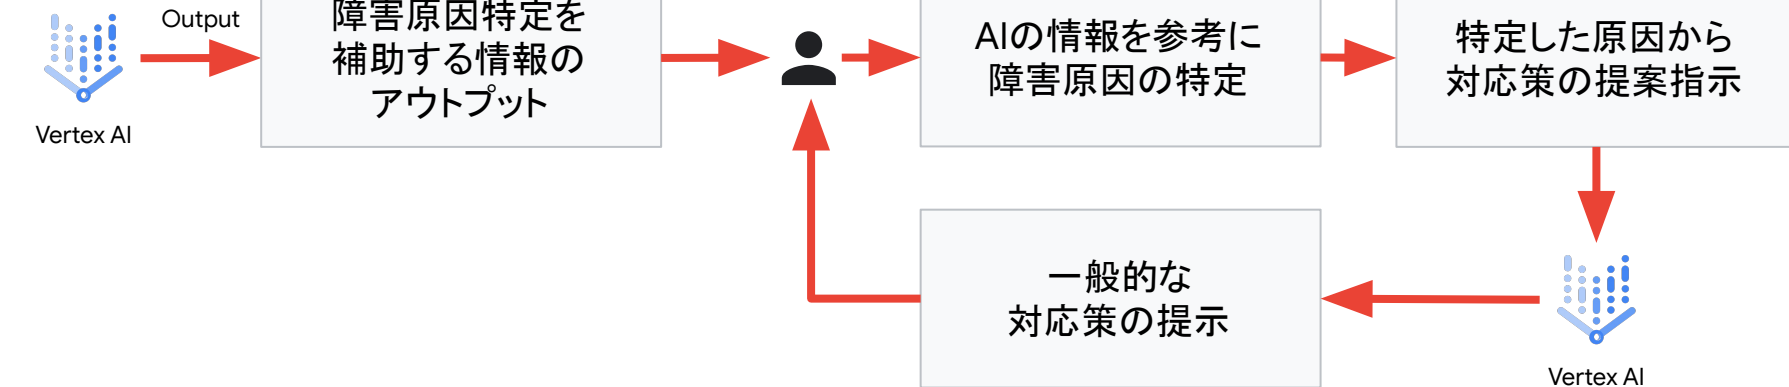 Output
障害原因特定を
補助する情報の
アウトプット
Vertex AI
AIの情報を参考に
障害原因の特定
特定した原因から
対応策の提案指示
一般的な
対応策の提示
Vertex AI